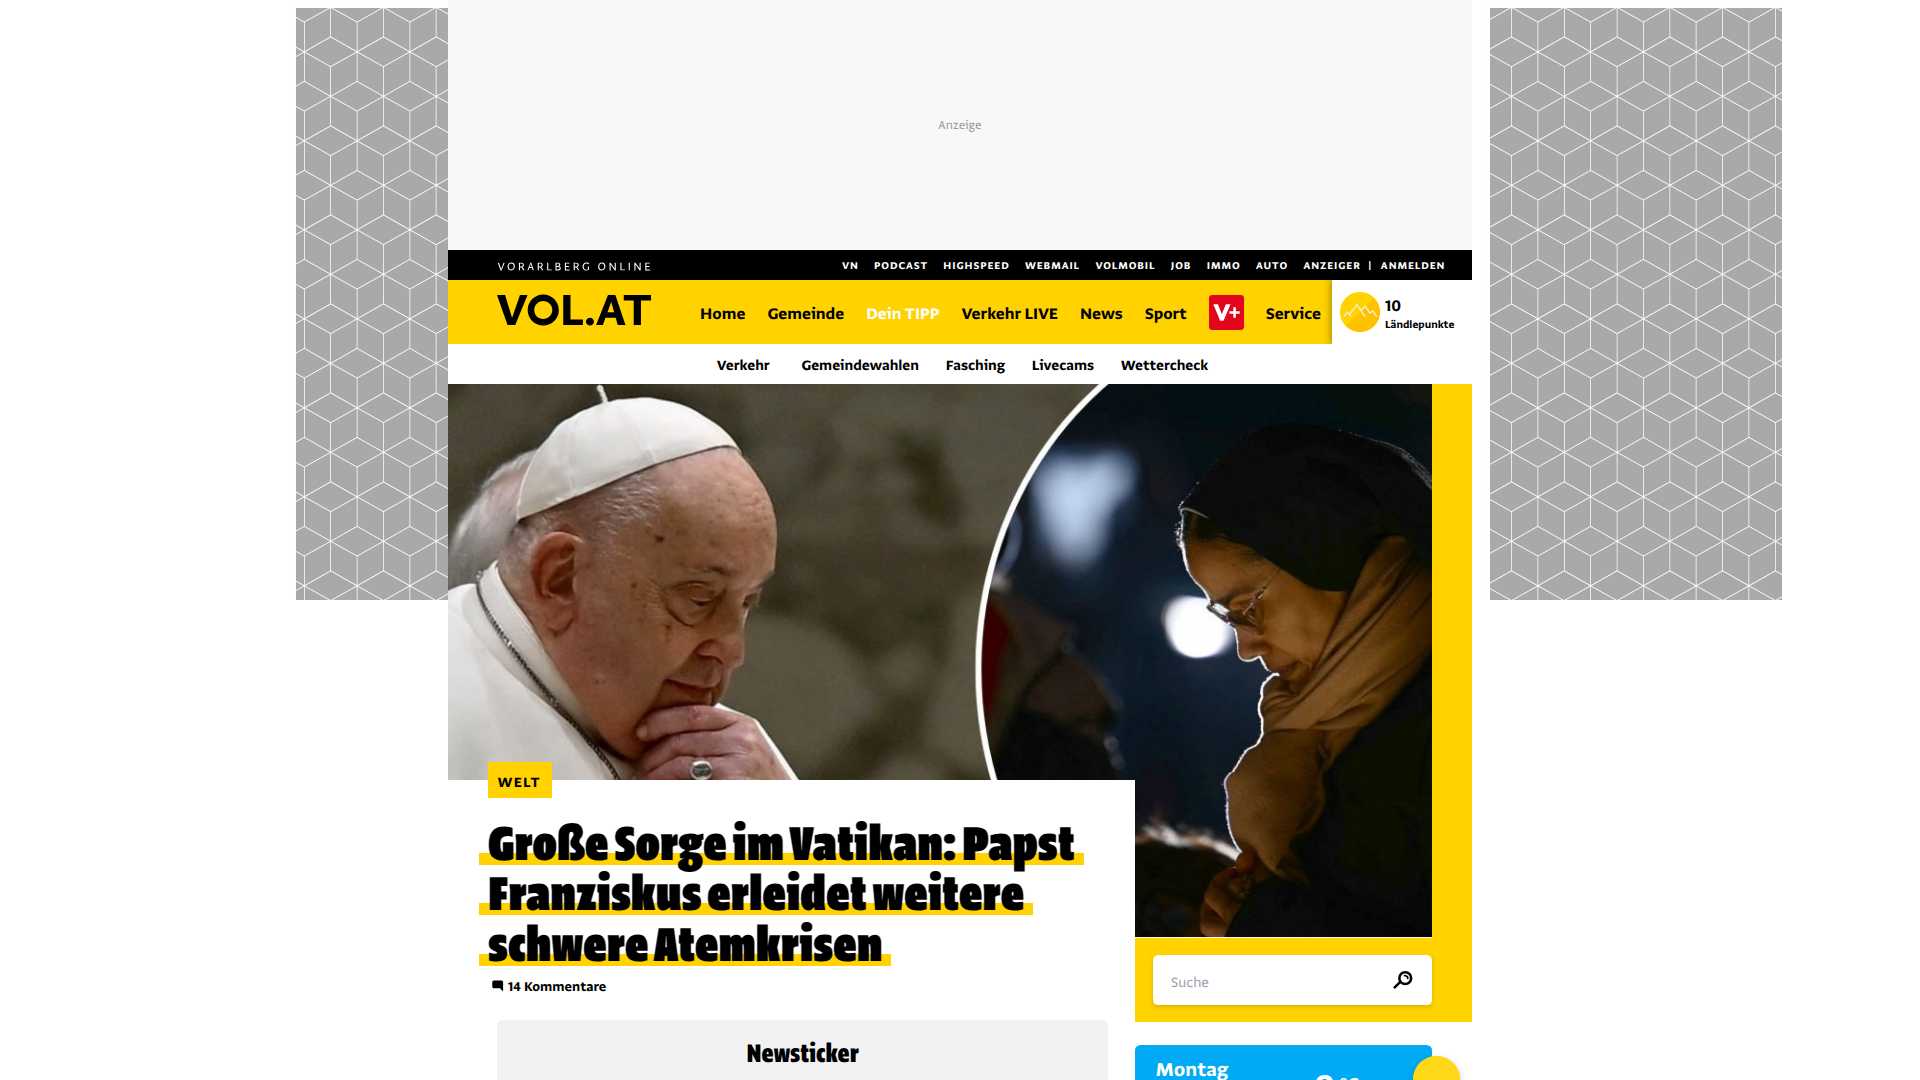 Anzeige
VORARLBERG ONLINE
VN PODCAST HIGHSPEED WEBMAIL VOLMOBIL JOB IMMO AUTO ANZEIGER | ANMELDEN
VOL.AT
Home Gemeinde Dein TIPP Verkehr LIVE News Sport V+ Service
10
Ländlepunkte
Verkehr Gemeindewahlen Fasching Livecams Wettercheck
WELT
Große Sorge im Vatikan: Papst
Franziskus erleidet weitere
schwere Atemkrisen
14 Kommentare
Suche
Newsticker
Montag